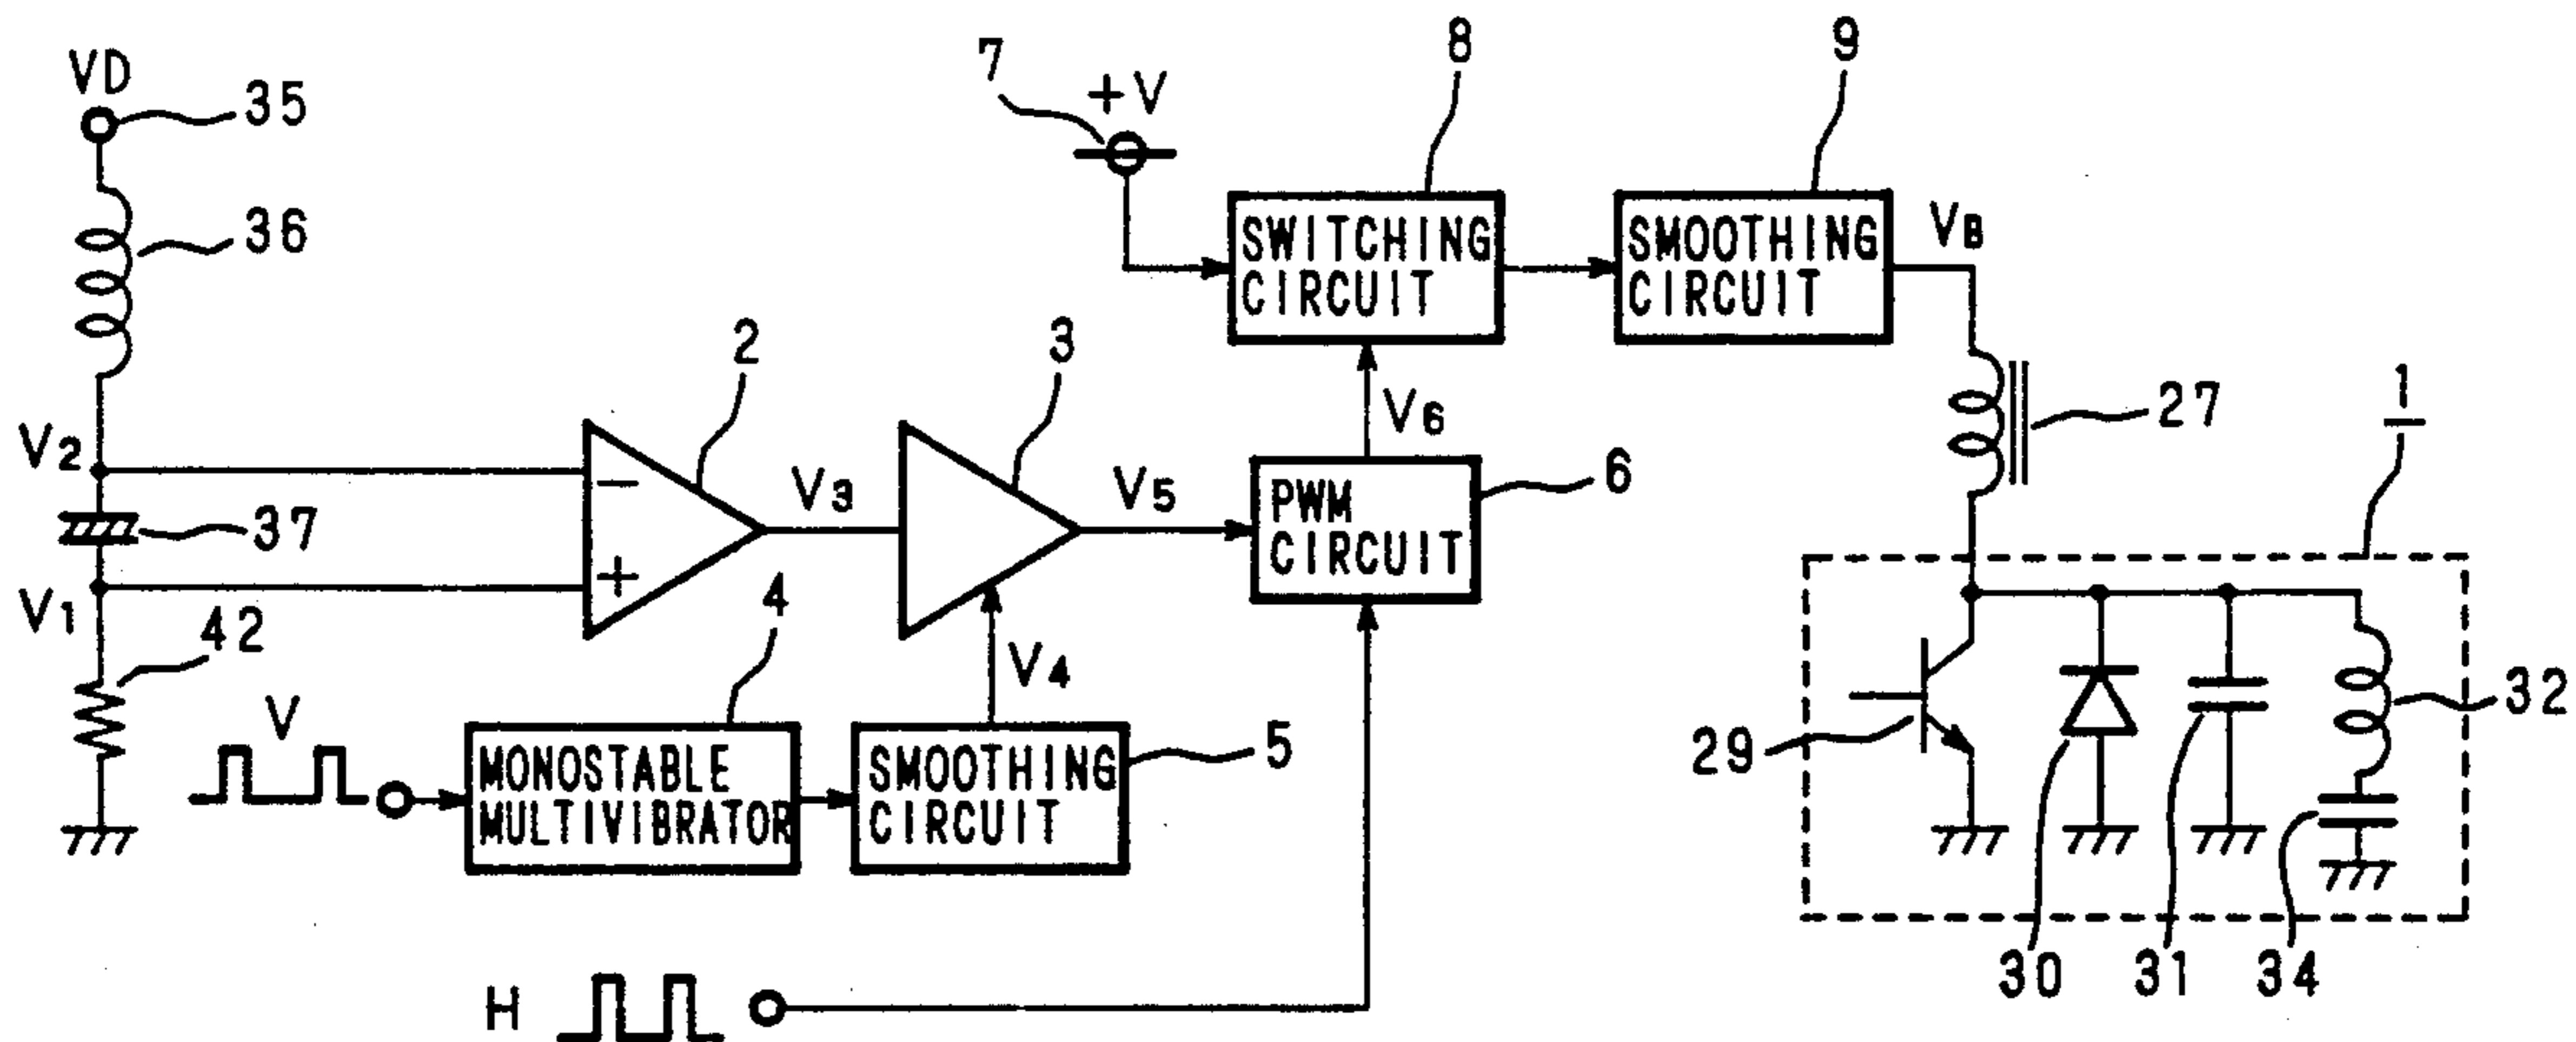 VD
35
36
V2
37
V1
42
2
V3
3
V5
7
+V
8
SWITCHING
CIRCUIT
9
SMOOTHING
CIRCUIT
VB
27
1
V6
PWM
CIRCUIT
6
−
+
V
4
MONOSTABLE
MULTIVIBRATOR
V4
SMOOTHING
CIRCUIT
5
29
32
30
31
34
H